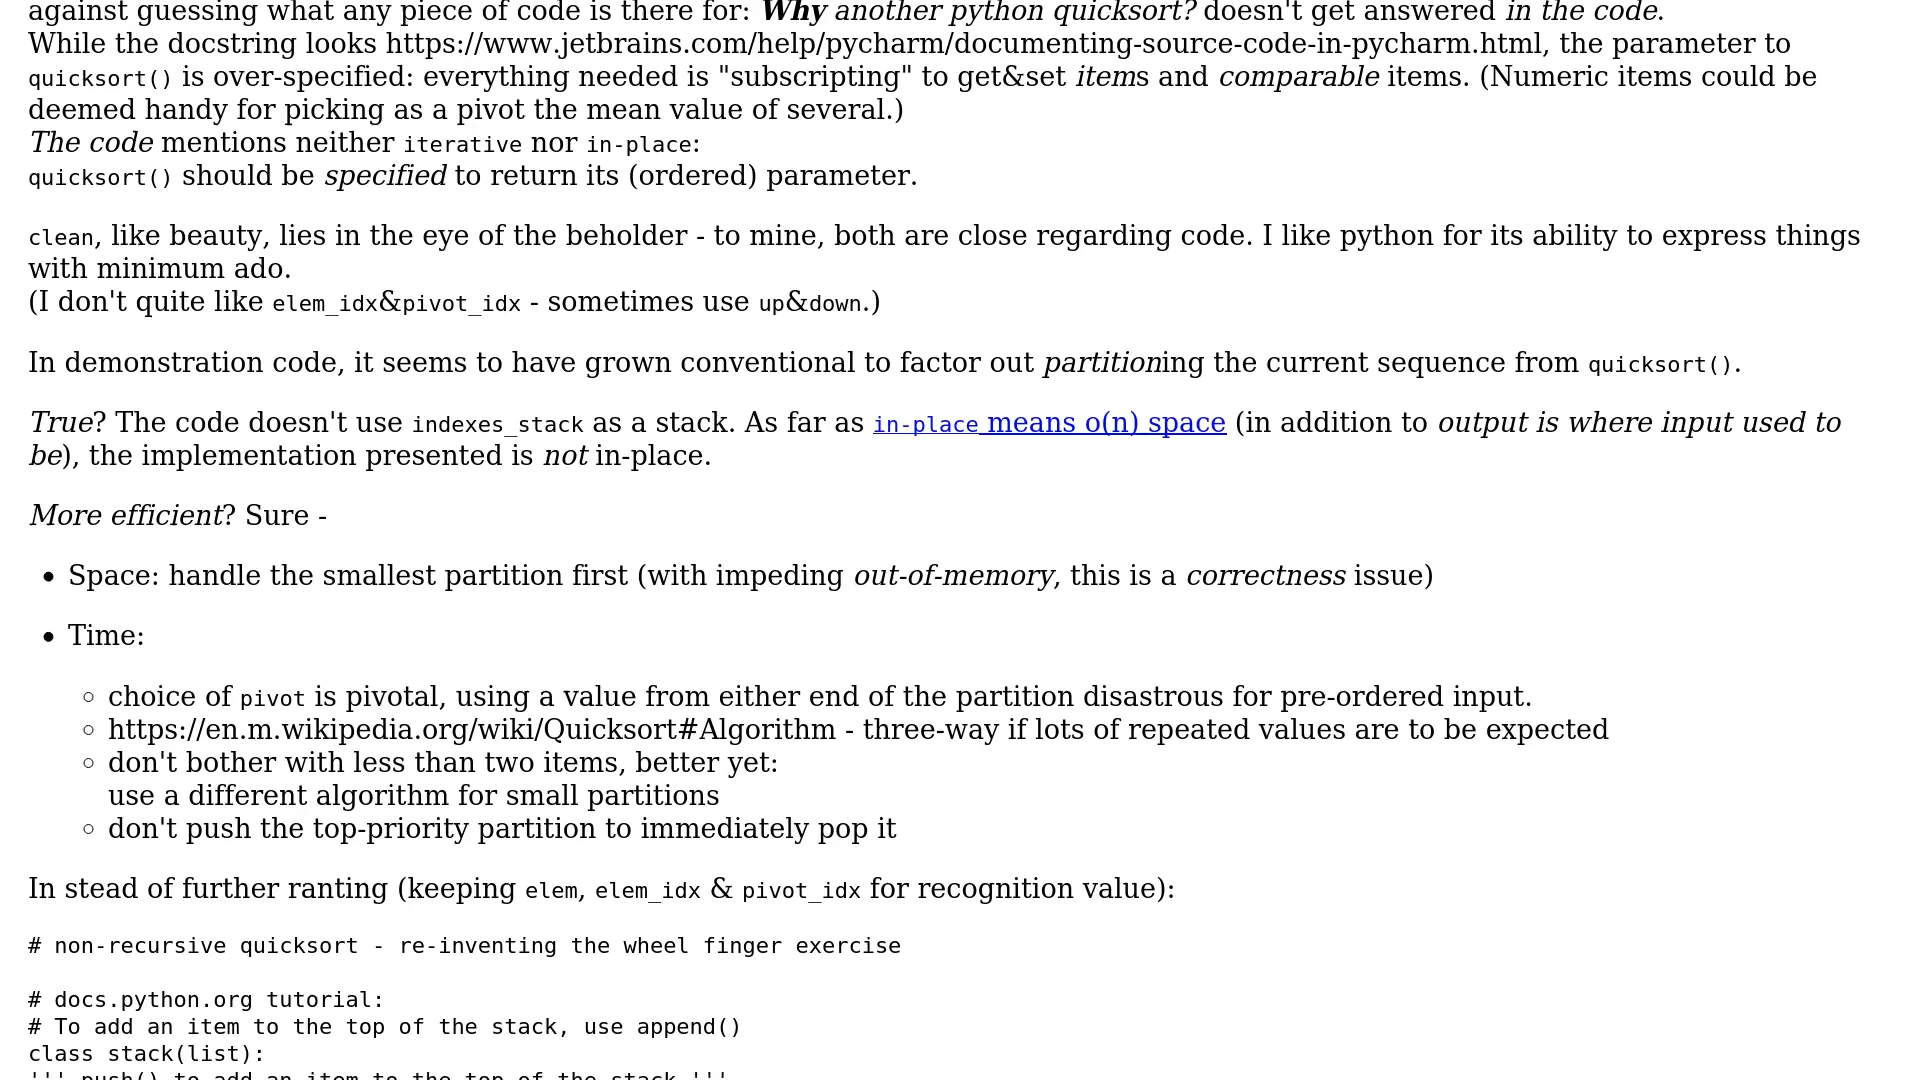 against guessing what any piece of code is there for: Why another python quicksort? doesn't get answered in the code.
While the docstring looks https://www.jetbrains.com/help/pycharm/documenting-source-code-in-pycharm.html, the parameter to
quicksort() is over-specified: everything needed is "subscripting" to get&set items and comparable items. (Numeric items could be
deemed handy for picking as a pivot the mean value of several.)
The code mentions neither iterative nor in-place:
quicksort() should be specified to return its (ordered) parameter.
clean, like beauty, lies in the eye of the beholder - to mine, both are close regarding code. I like python for its ability to express things
with minimum ado.
(I don't quite like elem_idx&pivot_idx - sometimes use up&down.)
In demonstration code, it seems to have grown conventional to factor out partitioning the current sequence from quicksort().
True? The code doesn't use indexes_stack as a stack. As far as in-place means o(n) space (in addition to output is where input used to
be), the implementation presented is not in-place.
More efficient? Sure -
• Space: handle the smallest partition first (with impeding out-of-memory, this is a correctness issue)
• Time:
◦ choice of pivot is pivotal, using a value from either end of the partition disastrous for pre-ordered input.
◦ https://en.m.wikipedia.org/wiki/Quicksort#Algorithm - three-way if lots of repeated values are to be expected
◦ don't bother with less than two items, better yet:
use a different algorithm for small partitions
◦ don't push the top-priority partition to immediately pop it
In stead of further ranting (keeping elem, elem_idx & pivot_idx for recognition value):
# non-recursive quicksort - re-inventing the wheel finger exercise
# docs.python.org tutorial:
# To add an item to the top of the stack, use append()
class stack(list):
''' push() to add an item to the top of the stack '''